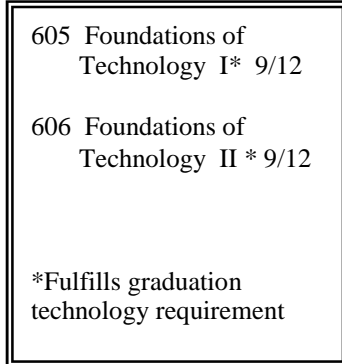 605 Foundations of
Technology I* 9/12
606 Foundations of
Technology II * 9/12
*Fulfills graduation
technology requirement